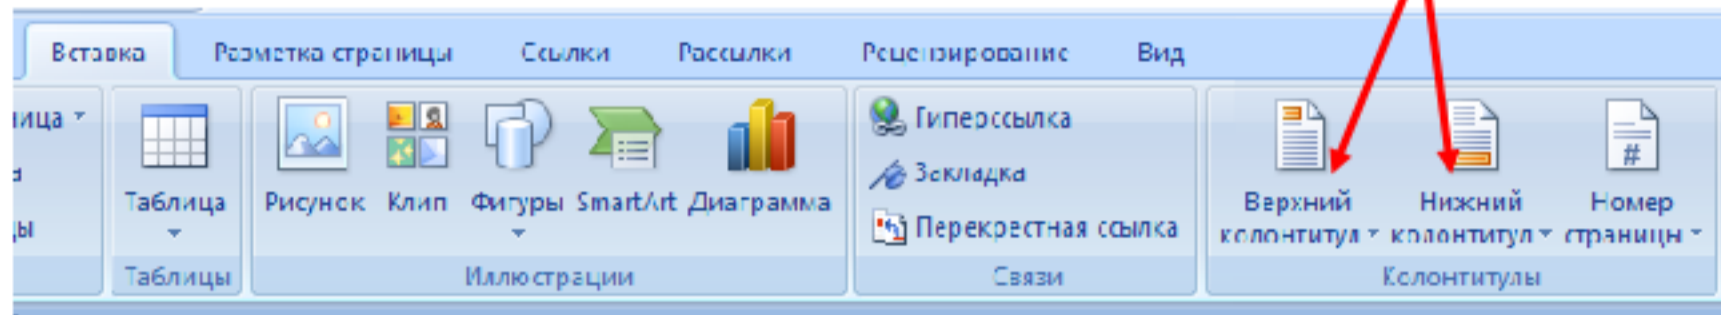 Вставка Разметка страницы Ссылки Рассылки Рецензирование Вид
Таблица
Таблицы
Рисунок Клип Фигуры SmartArt Диаграмма
Иллюстрации
Гиперссылка
Закладка
Перекрестная ссылка
Связи
Верхний
колонтитул
Нижний
колонтитул
Номер
страницы
#
Колонтитулы